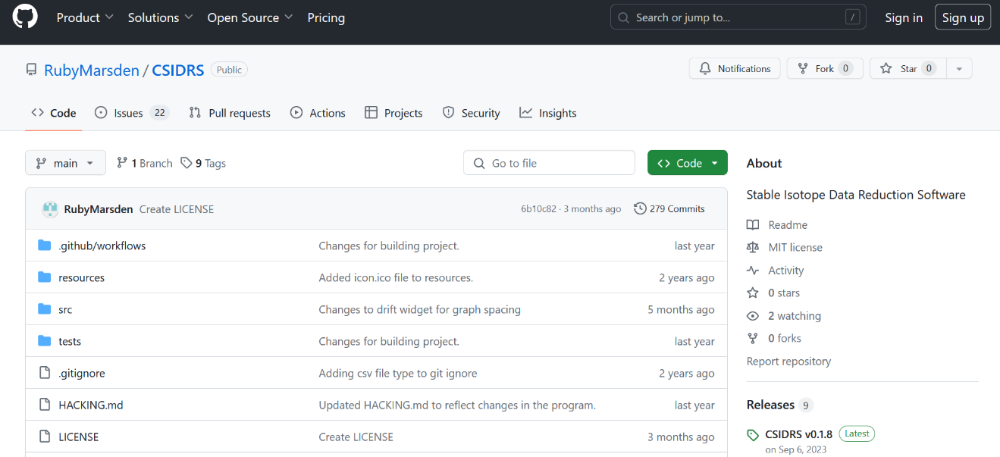 Product Solutions Open Source Pricing Search or jump to... / Sign in Sign up
RubyMarsden / CSIDRS Public Notifications Fork 0 Star 0
Code Issues 22 Pull requests Actions Projects Security Insights
main 1 Branch 9 Tags Go to file Code
RubyMarsden Create LICENSE 6b10c82 · 3 months ago 279 Commits
.github/workflows Changes for building project. last year
resources Added icon.ico file to resources. 2 years ago
src Changes to drift widget for graph spacing 5 months ago
tests Changes for building project. last year
.gitignore Adding csv file type to git ignore 2 years ago
HACKING.md Updated HACKING.md to reflect changes in the program. last year
LICENSE Create LICENSE 3 months ago
About
Stable Isotope Data Reduction Software
Readme
MIT license
Activity
0 stars
2 watching
0 forks
Report repository
Releases 9
CSIDRS v0.1.8 Latest
on Sep 6, 2023